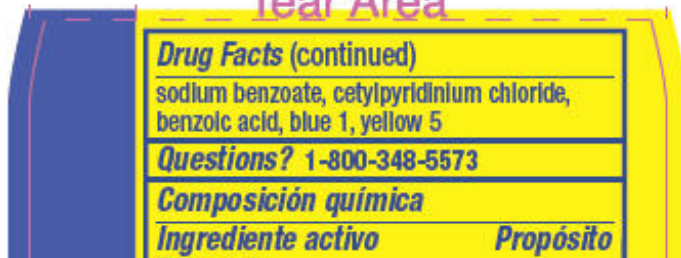 Tear Area
Drug Facts (continued)
sodium benzoate, cetylpyridinium chloride,
benzoic acid, blue 1, yellow 5
Questions? 1-800-348-5573
Composición química
Ingrediente activo Propósito